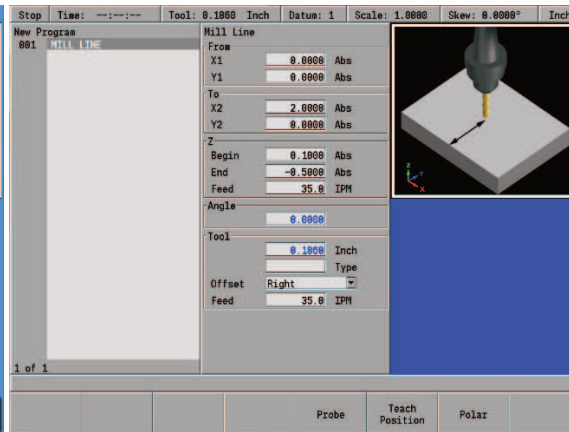 Stop Time: --:--:-- Tool: 0.1860 Inch Datum: 1 Scale: 1.0000 Skew: 0.0000° Inch
New Program
001 MILL LINE
1 of 1
Mill Line
From
X1 0.0000 Abs
Y1 0.0000 Abs
To
X2 2.0000 Abs
Y2 0.0000 Abs
Z
Begin 0.1000 Abs
End -0.5000 Abs
Feed 35.0 IPM
Angle
0.0000
Tool
0.1860 Inch
Type
Offset Right
Feed 35.0 IPM
z
Y
X
Probe
Teach
Position
Polar